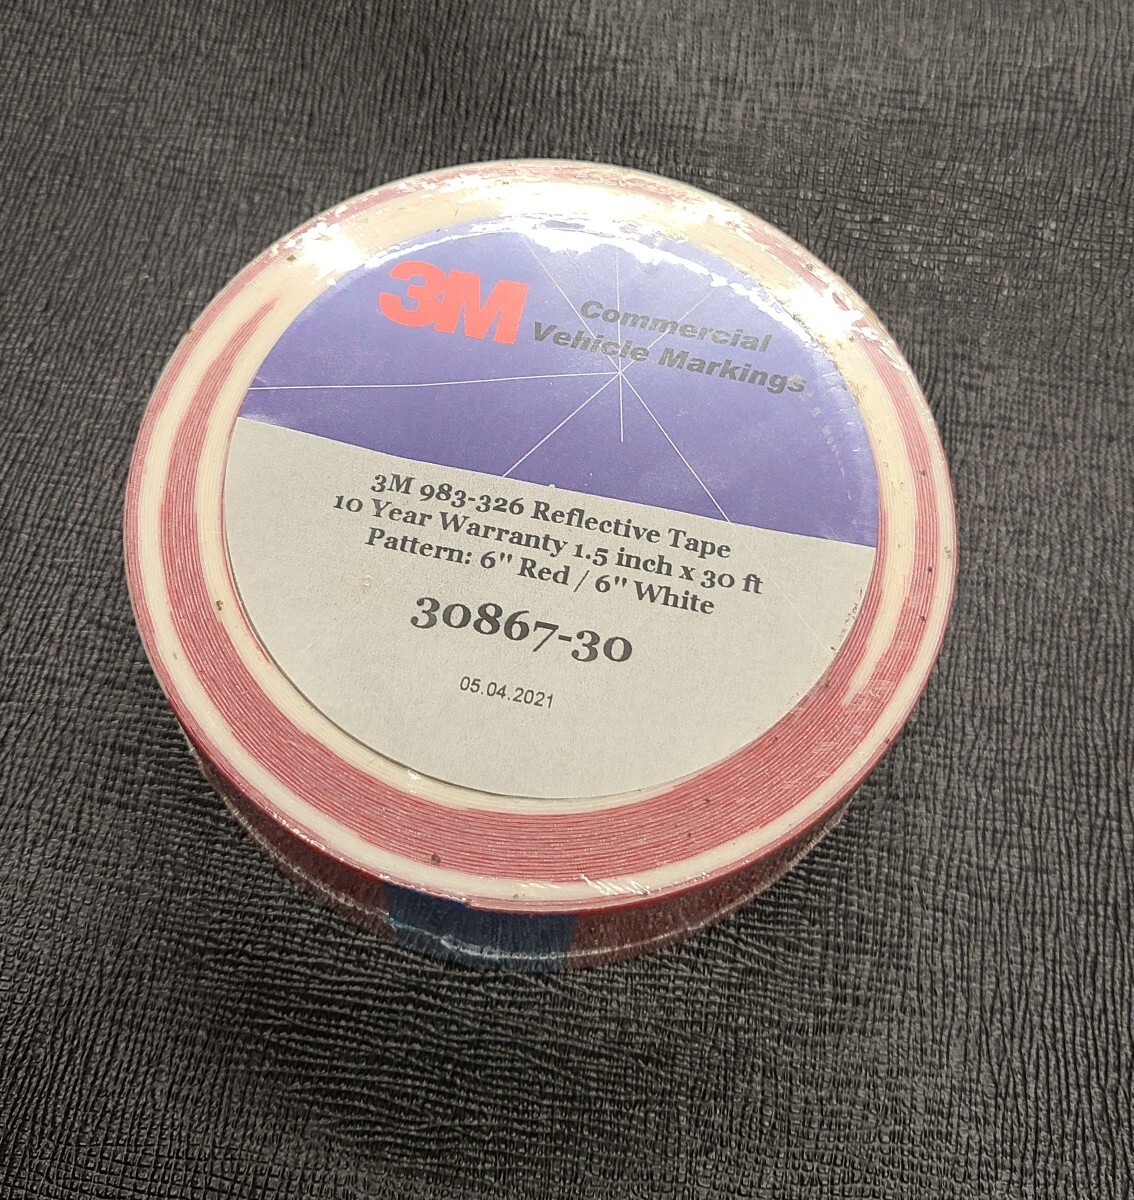 3M
Commercial
Vehicle Markings
3M 983-326 Reflective Tape
10 Year Warranty 1.5 inch x 30 ft
Pattern: 6" Red / 6" White
30867-30
05.04.2021